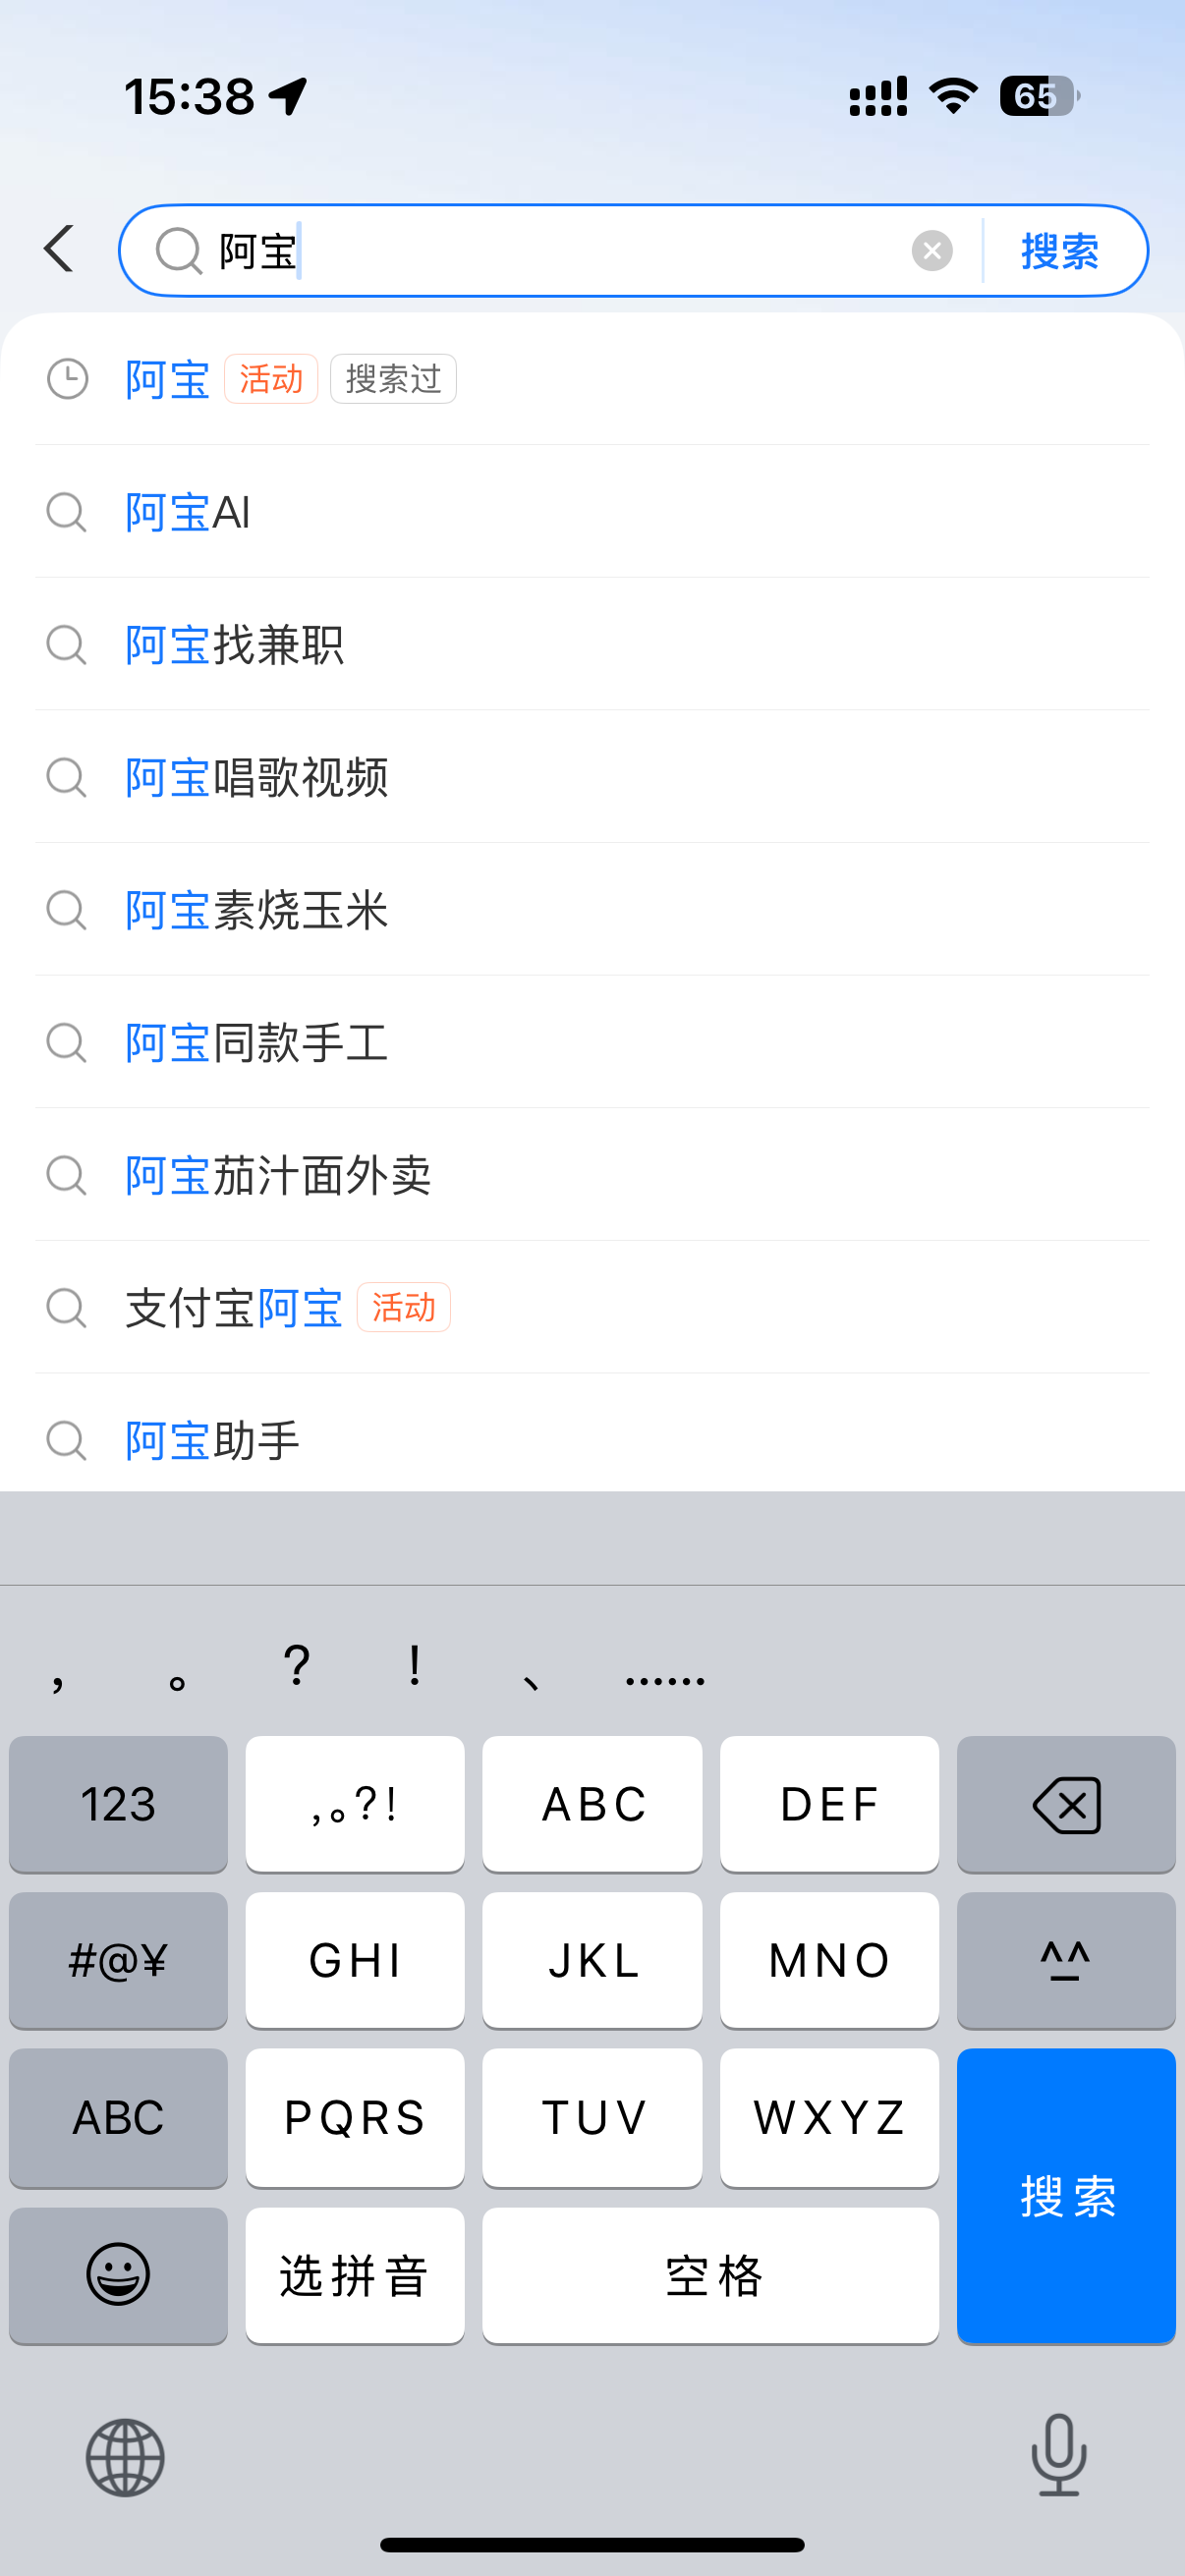 15:38
65
阿宝
搜索
阿宝 活动 搜索过
阿宝AI
阿宝找兼职
阿宝唱歌视频
阿宝素烧玉米
阿宝同款手工
阿宝茄汁面外卖
支付宝阿宝 活动
阿宝助手
， 。 ？ ！ 、 ……
123 ,。?! ABC DEF
#@¥ GHI JKL MNO ^^
ABC PQRS TUV WXYZ
搜索
选拼音 空格